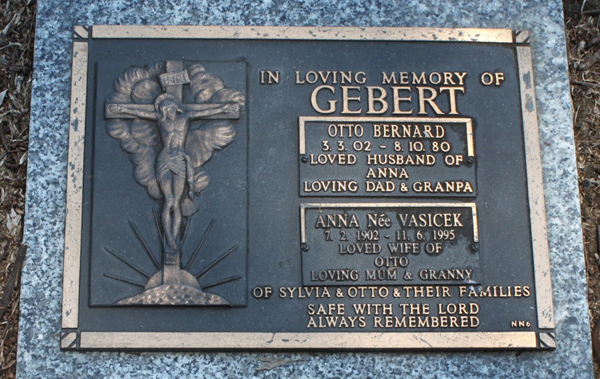 IN LOVING MEMORY OF
GEBERT
OTTO BERNARD
3.3.02 - 8.10.80
LOVED HUSBAND OF
ANNA
LOVING DAD & GRANPA
ANNA Née VASICEK
7.2.1902 - 11.6.1995
LOVED WIFE OF
OTTO
LOVING MUM & GRANNY
OF SYLVIA & OTTO & THEIR FAMILIES
SAFE WITH THE LORD
ALWAYS REMEMBERED
NN6